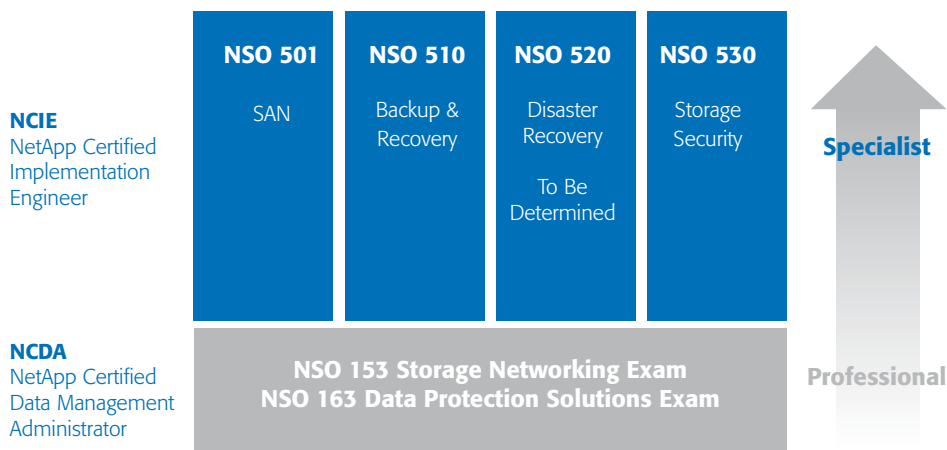 NSO 501
SAN
NSO 510
Backup &
Recovery
NSO 520
Disaster
Recovery
To Be
Determined
NSO 530
Storage
Security
NCIE
NetApp Certified
Implementation
Engineer
Specialist
NCDA
NetApp Certified
Data Management
Administrator
NSO 153 Storage Networking Exam
NSO 163 Data Protection Solutions Exam
Professional